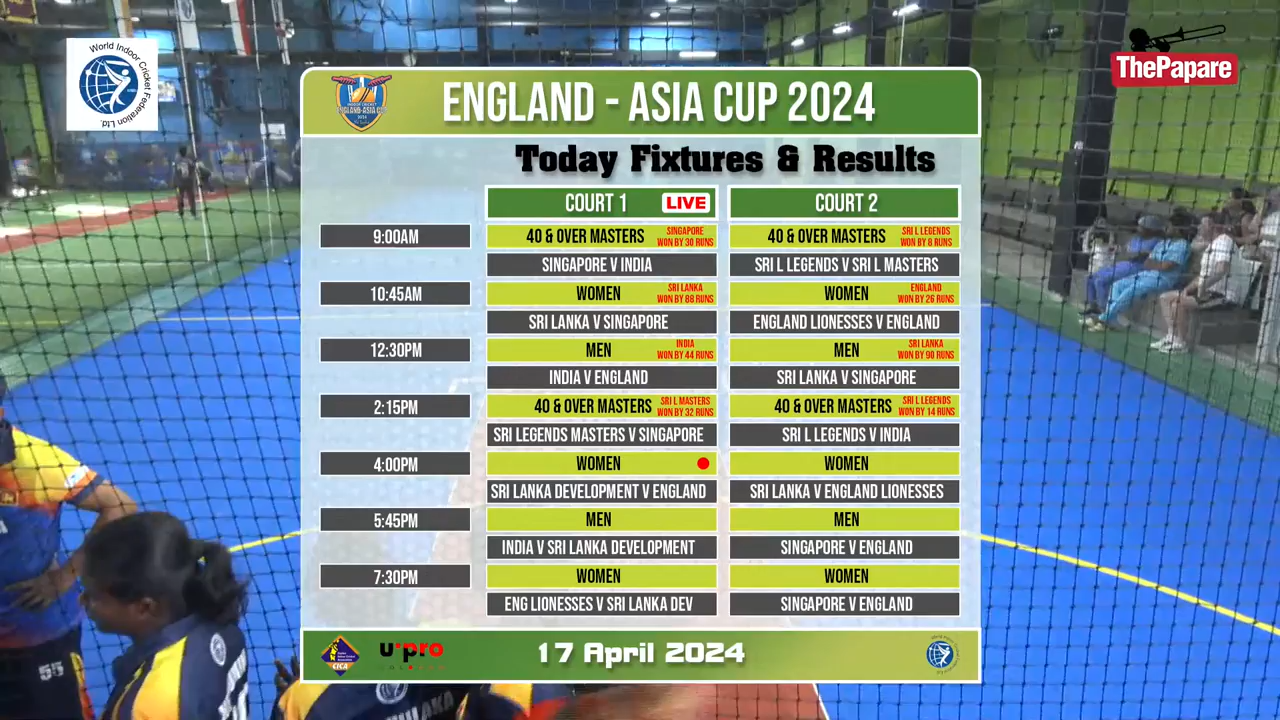 World Indoor Cricket Federation Ltd.
ThePapare
ENGLAND - ASIA CUP 2024
Today Fixtures & Results
COURT 1 LIVE COURT 2
9:00AM 40 & OVER MASTERS SINGAPORE WON BY 30 RUNS 40 & OVER MASTERS SRI L LEGENDS WON BY 8 RUNS
SINGAPORE V INDIA SRI L LEGENDS V SRI L MASTERS
10:45AM WOMEN SRI LANKA WON BY 88 RUNS WOMEN ENGLAND WON BY 26 RUNS
SRI LANKA V SINGAPORE ENGLAND LIONESSES V ENGLAND
12:30PM MEN INDIA WON BY 44 RUNS MEN SRI LANKA WON BY 90 RUNS
INDIA V ENGLAND SRI LANKA V SINGAPORE
2:15PM 40 & OVER MASTERS SRI L MASTERS WON BY 32 RUNS 40 & OVER MASTERS SRI L LEGENDS WON BY 14 RUNS
SRI LEGENDS MASTERS V SINGAPORE SRI L LEGENDS V INDIA
4:00PM WOMEN WOMEN
SRI LANKA DEVELOPMENT V ENGLAND SRI LANKA V ENGLAND LIONESSES
5:45PM MEN MEN
INDIA V SRI LANKA DEVELOPMENT SINGAPORE V ENGLAND
7:30PM WOMEN WOMEN
ENG LIONESSES V SRI LANKA DEV SINGAPORE V ENGLAND
CICA u'pro 17 April 2024
55